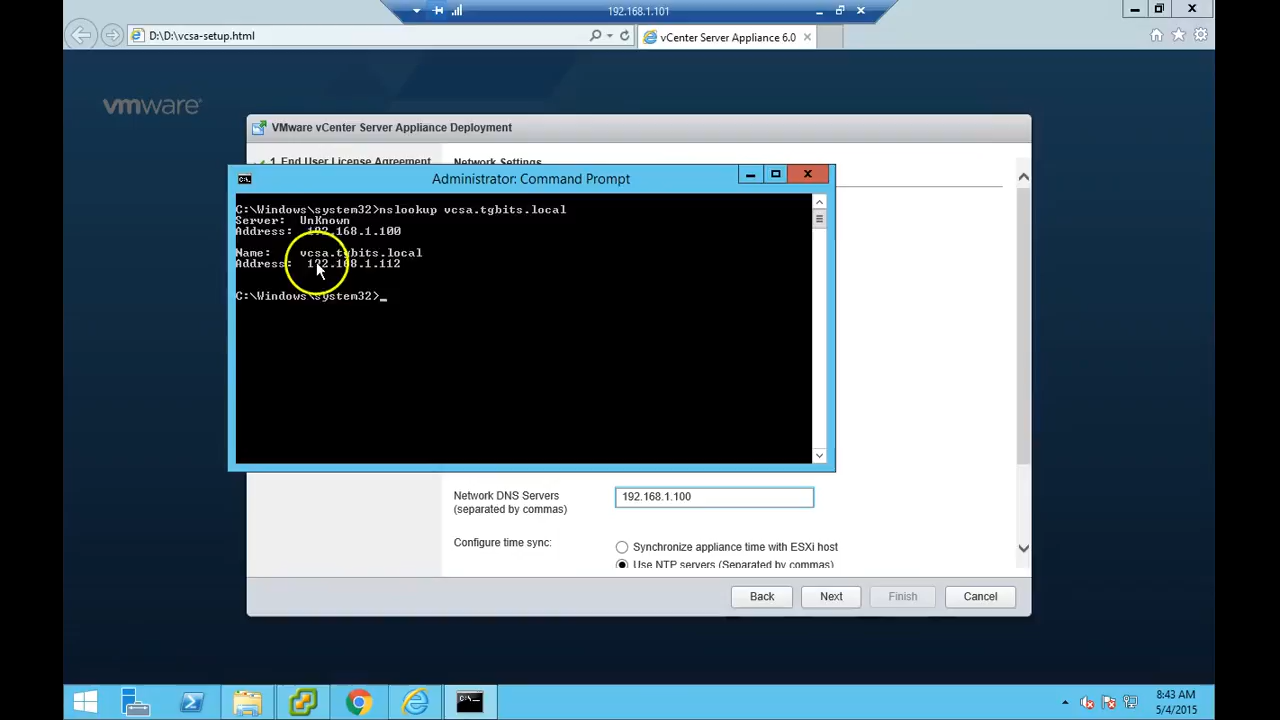 192.168.1.101
D:\D:\vcsa-setup.html
vCenter Server Appliance 6.0
vmware
VMware vCenter Server Appliance Deployment
1. End User License Agreement
Network Settings
Administrator: Command Prompt
C:\Windows\system32>nslookup vcsa.tgbits.local
Server: UnKnown
Address: 192.168.1.100
Name: vcsa.tgbits.local
Address: 192.168.1.112
C:\Windows\system32>_
Network DNS Servers
(separated by commas)
192.168.1.100
Configure time sync:
Synchronize appliance time with ESXi host
Use NTP servers (Separated by commas)
Back
Next
Finish
Cancel
8:43 AM
5/4/2015